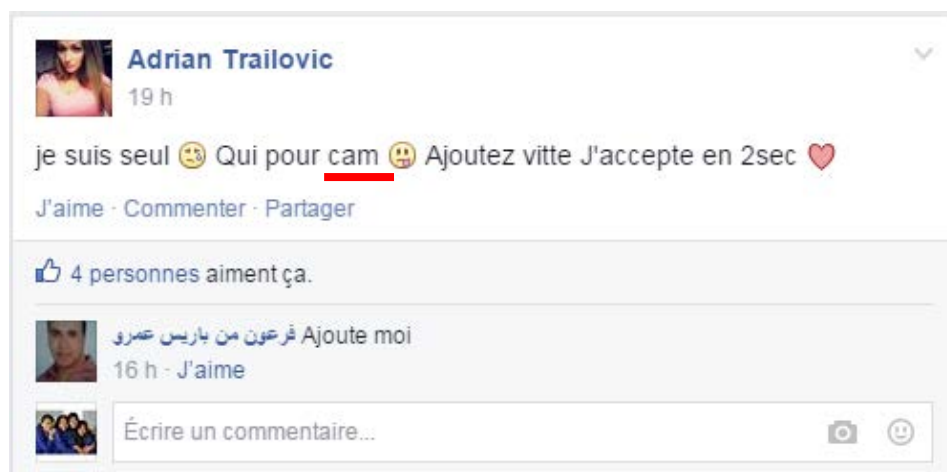 Adrian Trailovic
19 h
je suis seul Qui pour cam Ajoutez vitte J'accepte en 2sec
J'aime · Commenter · Partager
4 personnes aiment ça.
فرعون من باريس عمرو Ajoute moi
16 h · J'aime
Écrire un commentaire...